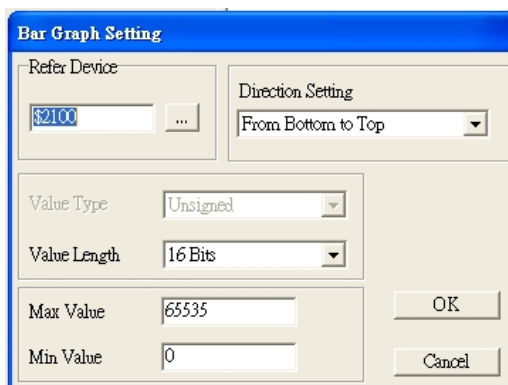 Bar Graph Setting
Refer Device
$2100
...
Direction Setting
From Bottom to Top
Value Type
Unsigned
Value Length
16 Bits
Max Value
65535
Min Value
0
OK
Cancel